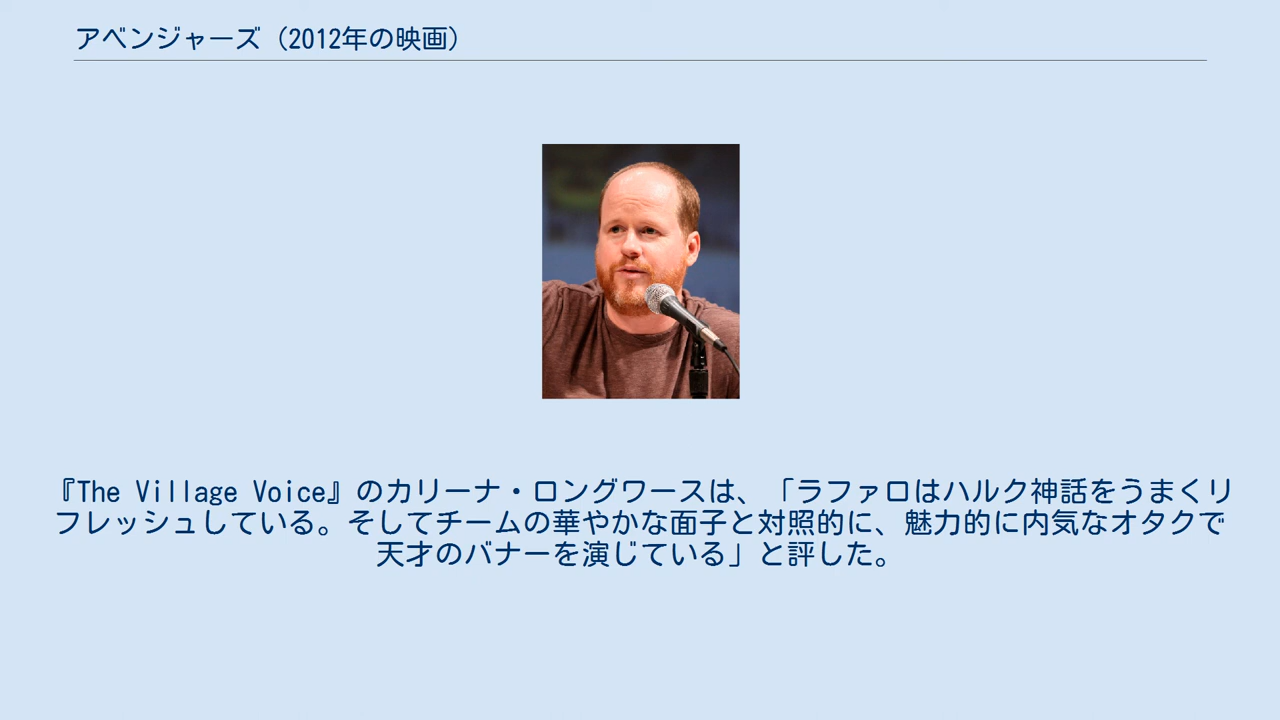 アベンジャーズ（2012年の映画）
『The Village Voice』のカリーナ・ロングワースは、「ラファロはハルク神話をうまくリ
フレッシュしている。そしてチームの華やかな面子と対照的に、魅力的に内気なオタクで
天才のバナーを演じている」と評した。